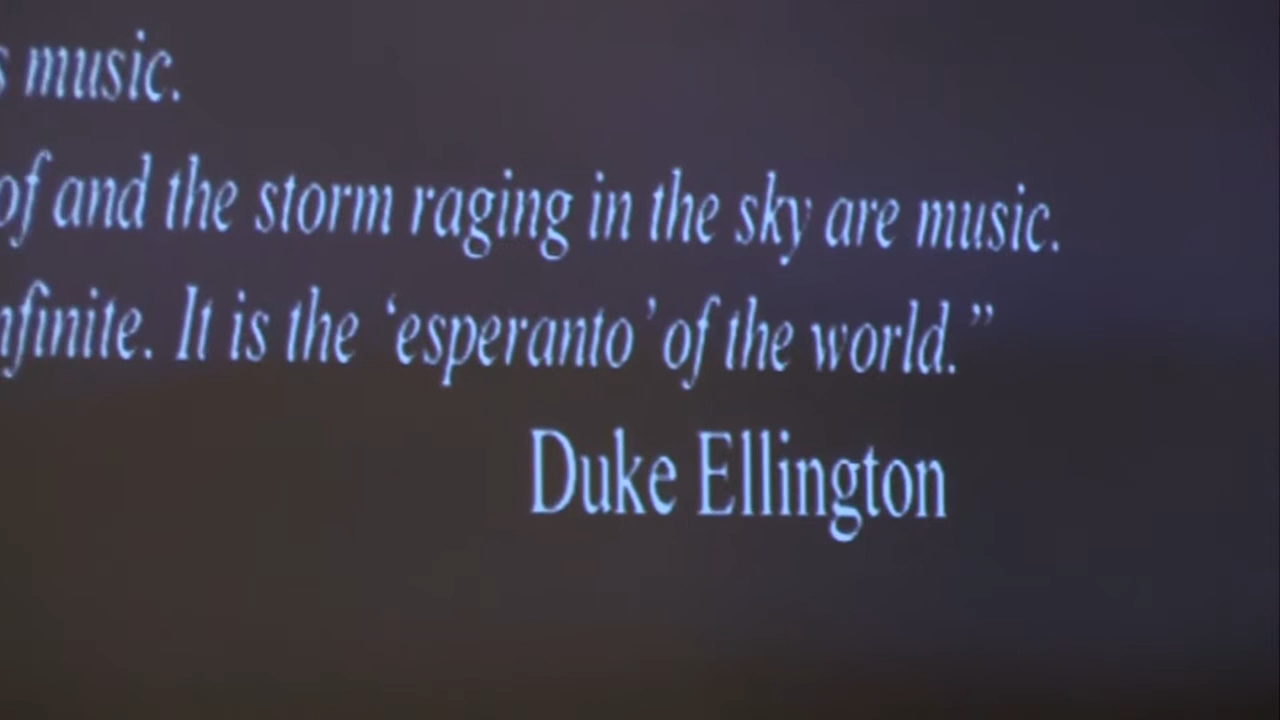 s music.
of and the storm raging in the sky are music.
nfinite. It is the ‘esperanto’ of the world.”
Duke Ellington